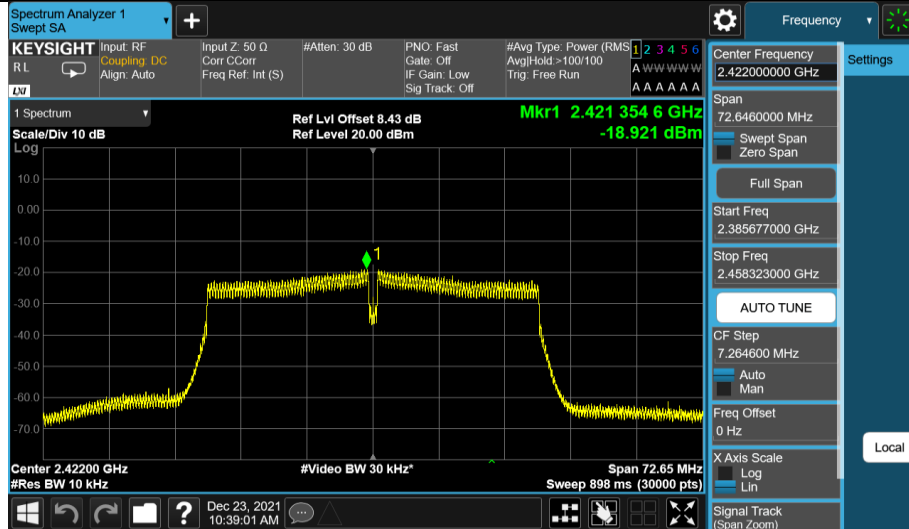 Spectrum Analyzer 1
Swept SA
Frequency
KEYSIGHT
R L
LXI
Input: RF
Coupling: DC
Align: Auto
Input Z: 50 Ω
Corr CCorr
Freq Ref: Int (S)
#Atten: 30 dB
PNO: Fast
Gate: Off
IF Gain: Low
Sig Track: Off
#Avg Type: Power (RMS
Avg|Hold:>100/100
Trig: Free Run
1 2 3 4 5 6
A W W W W W
A A A A A A
1 Spectrum
Scale/Div 10 dB
Log
Ref Lvl Offset 8.43 dB
Ref Level 20.00 dBm
Mkr1 2.421 354 6 GHz
-18.921 dBm
10.0
0.00
-10.0
-20.0
-30.0
-40.0
-50.0
-60.0
-70.0
1
Center 2.42200 GHz
#Res BW 10 kHz
#Video BW 30 kHz*
Span 72.65 MHz
Sweep 898 ms (30000 pts)
Center Frequency
2.422000000 GHz
Span
72.6460000 MHz
Swept Span
Zero Span
Full Span
Start Freq
2.385677000 GHz
Stop Freq
2.458323000 GHz
AUTO TUNE
CF Step
7.264600 MHz
Auto
Man
Freq Offset
0 Hz
X Axis Scale
Log
Lin
Signal Track
(Span Zoom)
Settings
Local
?
Dec 23, 2021
10:39:01 AM